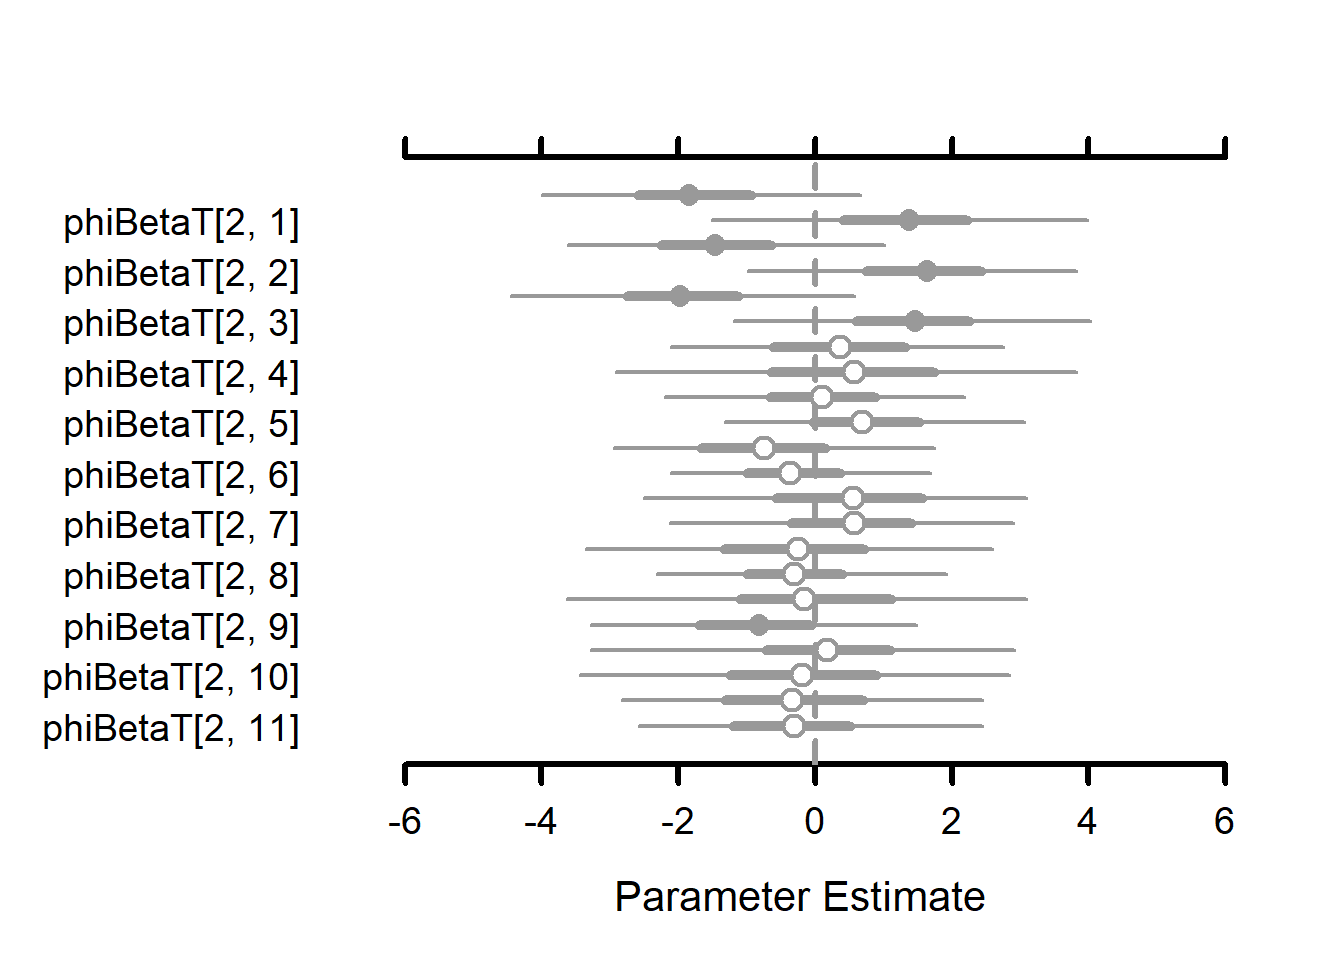 phiBetaT[2, 1]
phiBetaT[2, 2]
phiBetaT[2, 3]
phiBetaT[2, 4]
phiBetaT[2, 5]
phiBetaT[2, 6]
phiBetaT[2, 7]
phiBetaT[2, 8]
phiBetaT[2, 9]
phiBetaT[2, 10]
phiBetaT[2, 11]
-6 -4 -2 0 2 4 6
Parameter Estimate